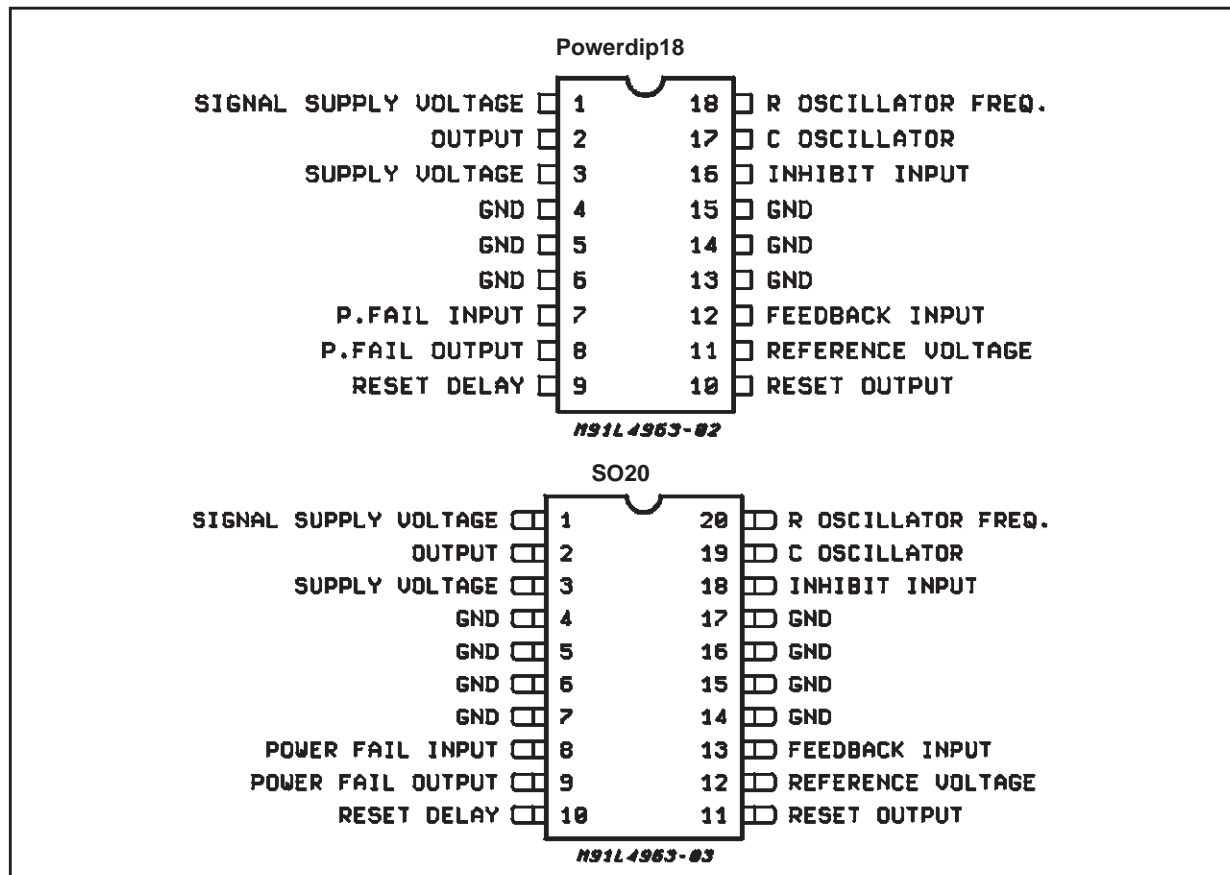 Powerdip18
SIGNAL SUPPLY VOLTAGE 1 18 R OSCILLATOR FREQ.
OUTPUT 2 17 C OSCILLATOR
SUPPLY VOLTAGE 3 16 INHIBIT INPUT
GND 4 15 GND
GND 5 14 GND
GND 6 13 GND
P.FAIL INPUT 7 12 FEEDBACK INPUT
P.FAIL OUTPUT 8 11 REFERENCE VOLTAGE
RESET DELAY 9 10 RESET OUTPUT
M91L4963-02
SO20
SIGNAL SUPPLY VOLTAGE 1 20 R OSCILLATOR FREQ.
OUTPUT 2 19 C OSCILLATOR
SUPPLY VOLTAGE 3 18 INHIBIT INPUT
GND 4 17 GND
GND 5 16 GND
GND 6 15 GND
GND 7 14 GND
POWER FAIL INPUT 8 13 FEEDBACK INPUT
POWER FAIL OUTPUT 9 12 REFERENCE VOLTAGE
RESET DELAY 10 11 RESET OUTPUT
M91L4963-03